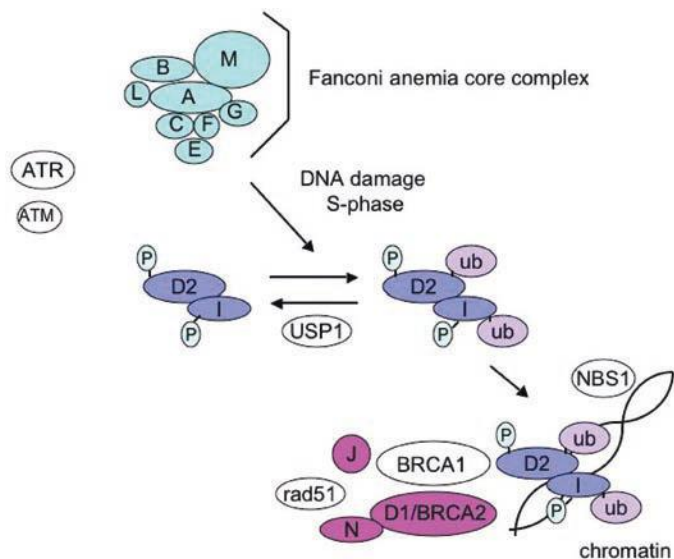 B
M
L
A
G
C
F
E
Fanconi anemia core complex
ATR
ATM
DNA damage
S-phase
P
D2
I
P
USP1
P
ub
D2
I
P
ub
NBS1
P
ub
D2
I
P
ub
J
BRCA1
rad51
D1/BRCA2
N
chromatin